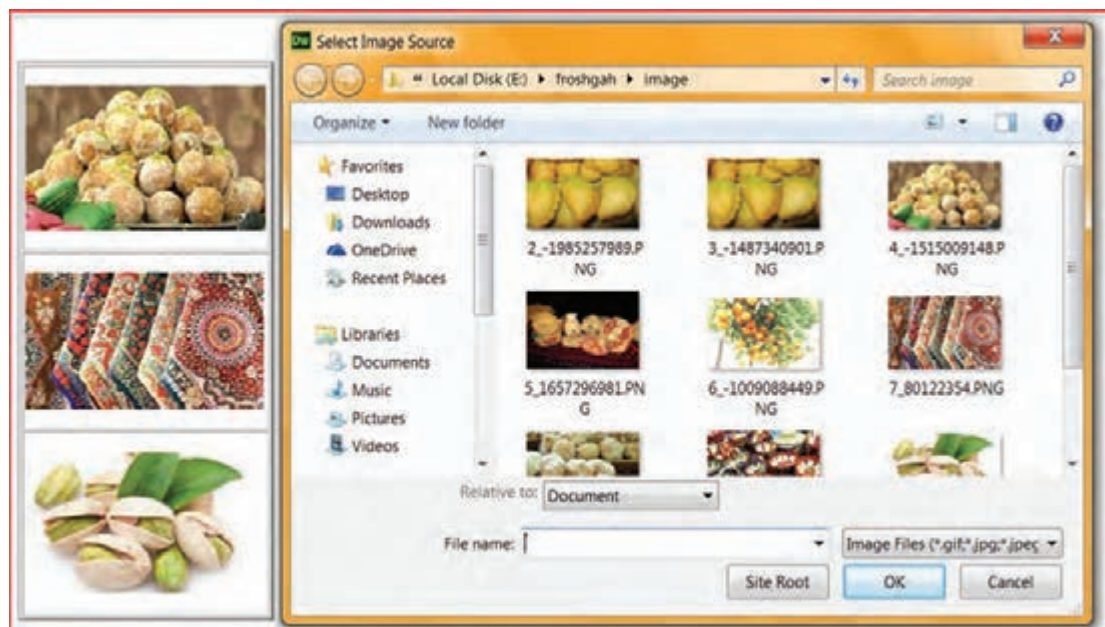 Dw Select Image Source
« Local Disk (E:) froshgah image
Search image
Organize New folder
Favorites
Desktop
Downloads
OneDrive
Recent Places
Libraries
Documents
Music
Pictures
Videos
2_-1985257989.P
NG
3_-1487340901.P
NG
4_-1515009148.P
NG
5_1657296981.PN
G
6_-1009088449.P
NG
7_80122354.PNG
Relative to: Document
File name:
Image Files (*.gif;*.jpg;*.jpeg
Site Root OK Cancel